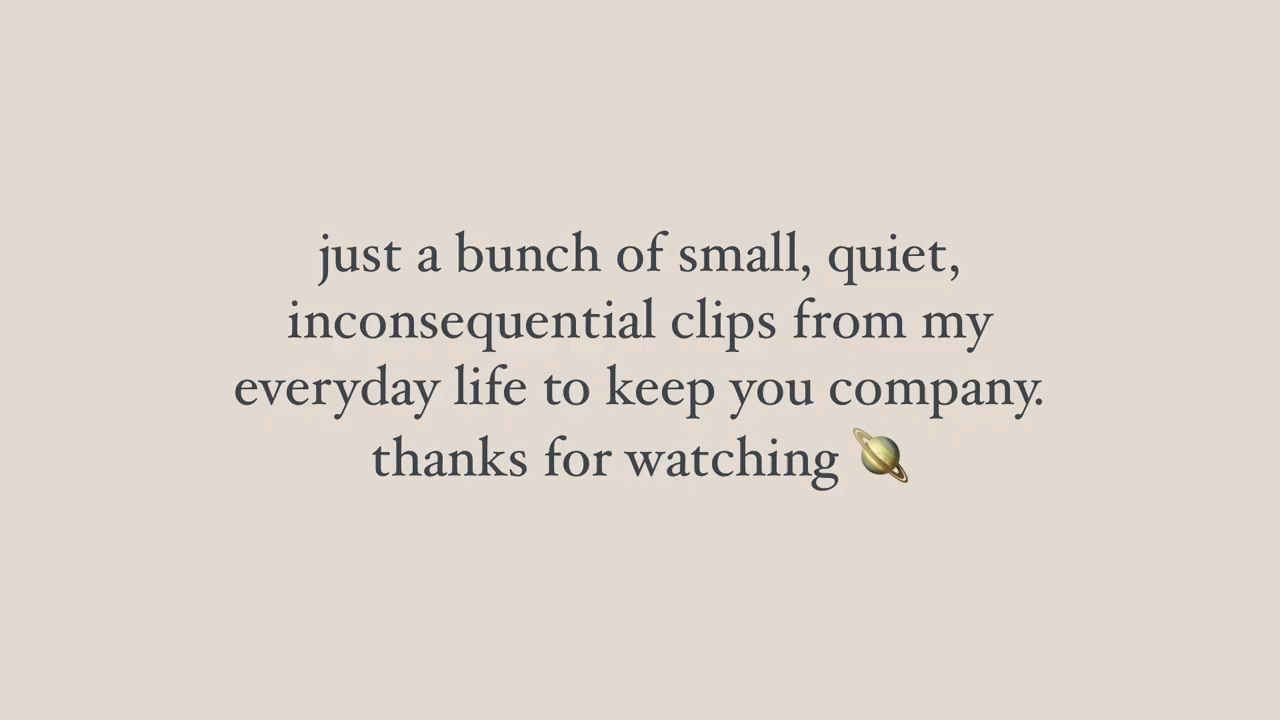 just a bunch of small, quiet,
inconsequential clips from my
everyday life to keep you company.
thanks for watching 🪐